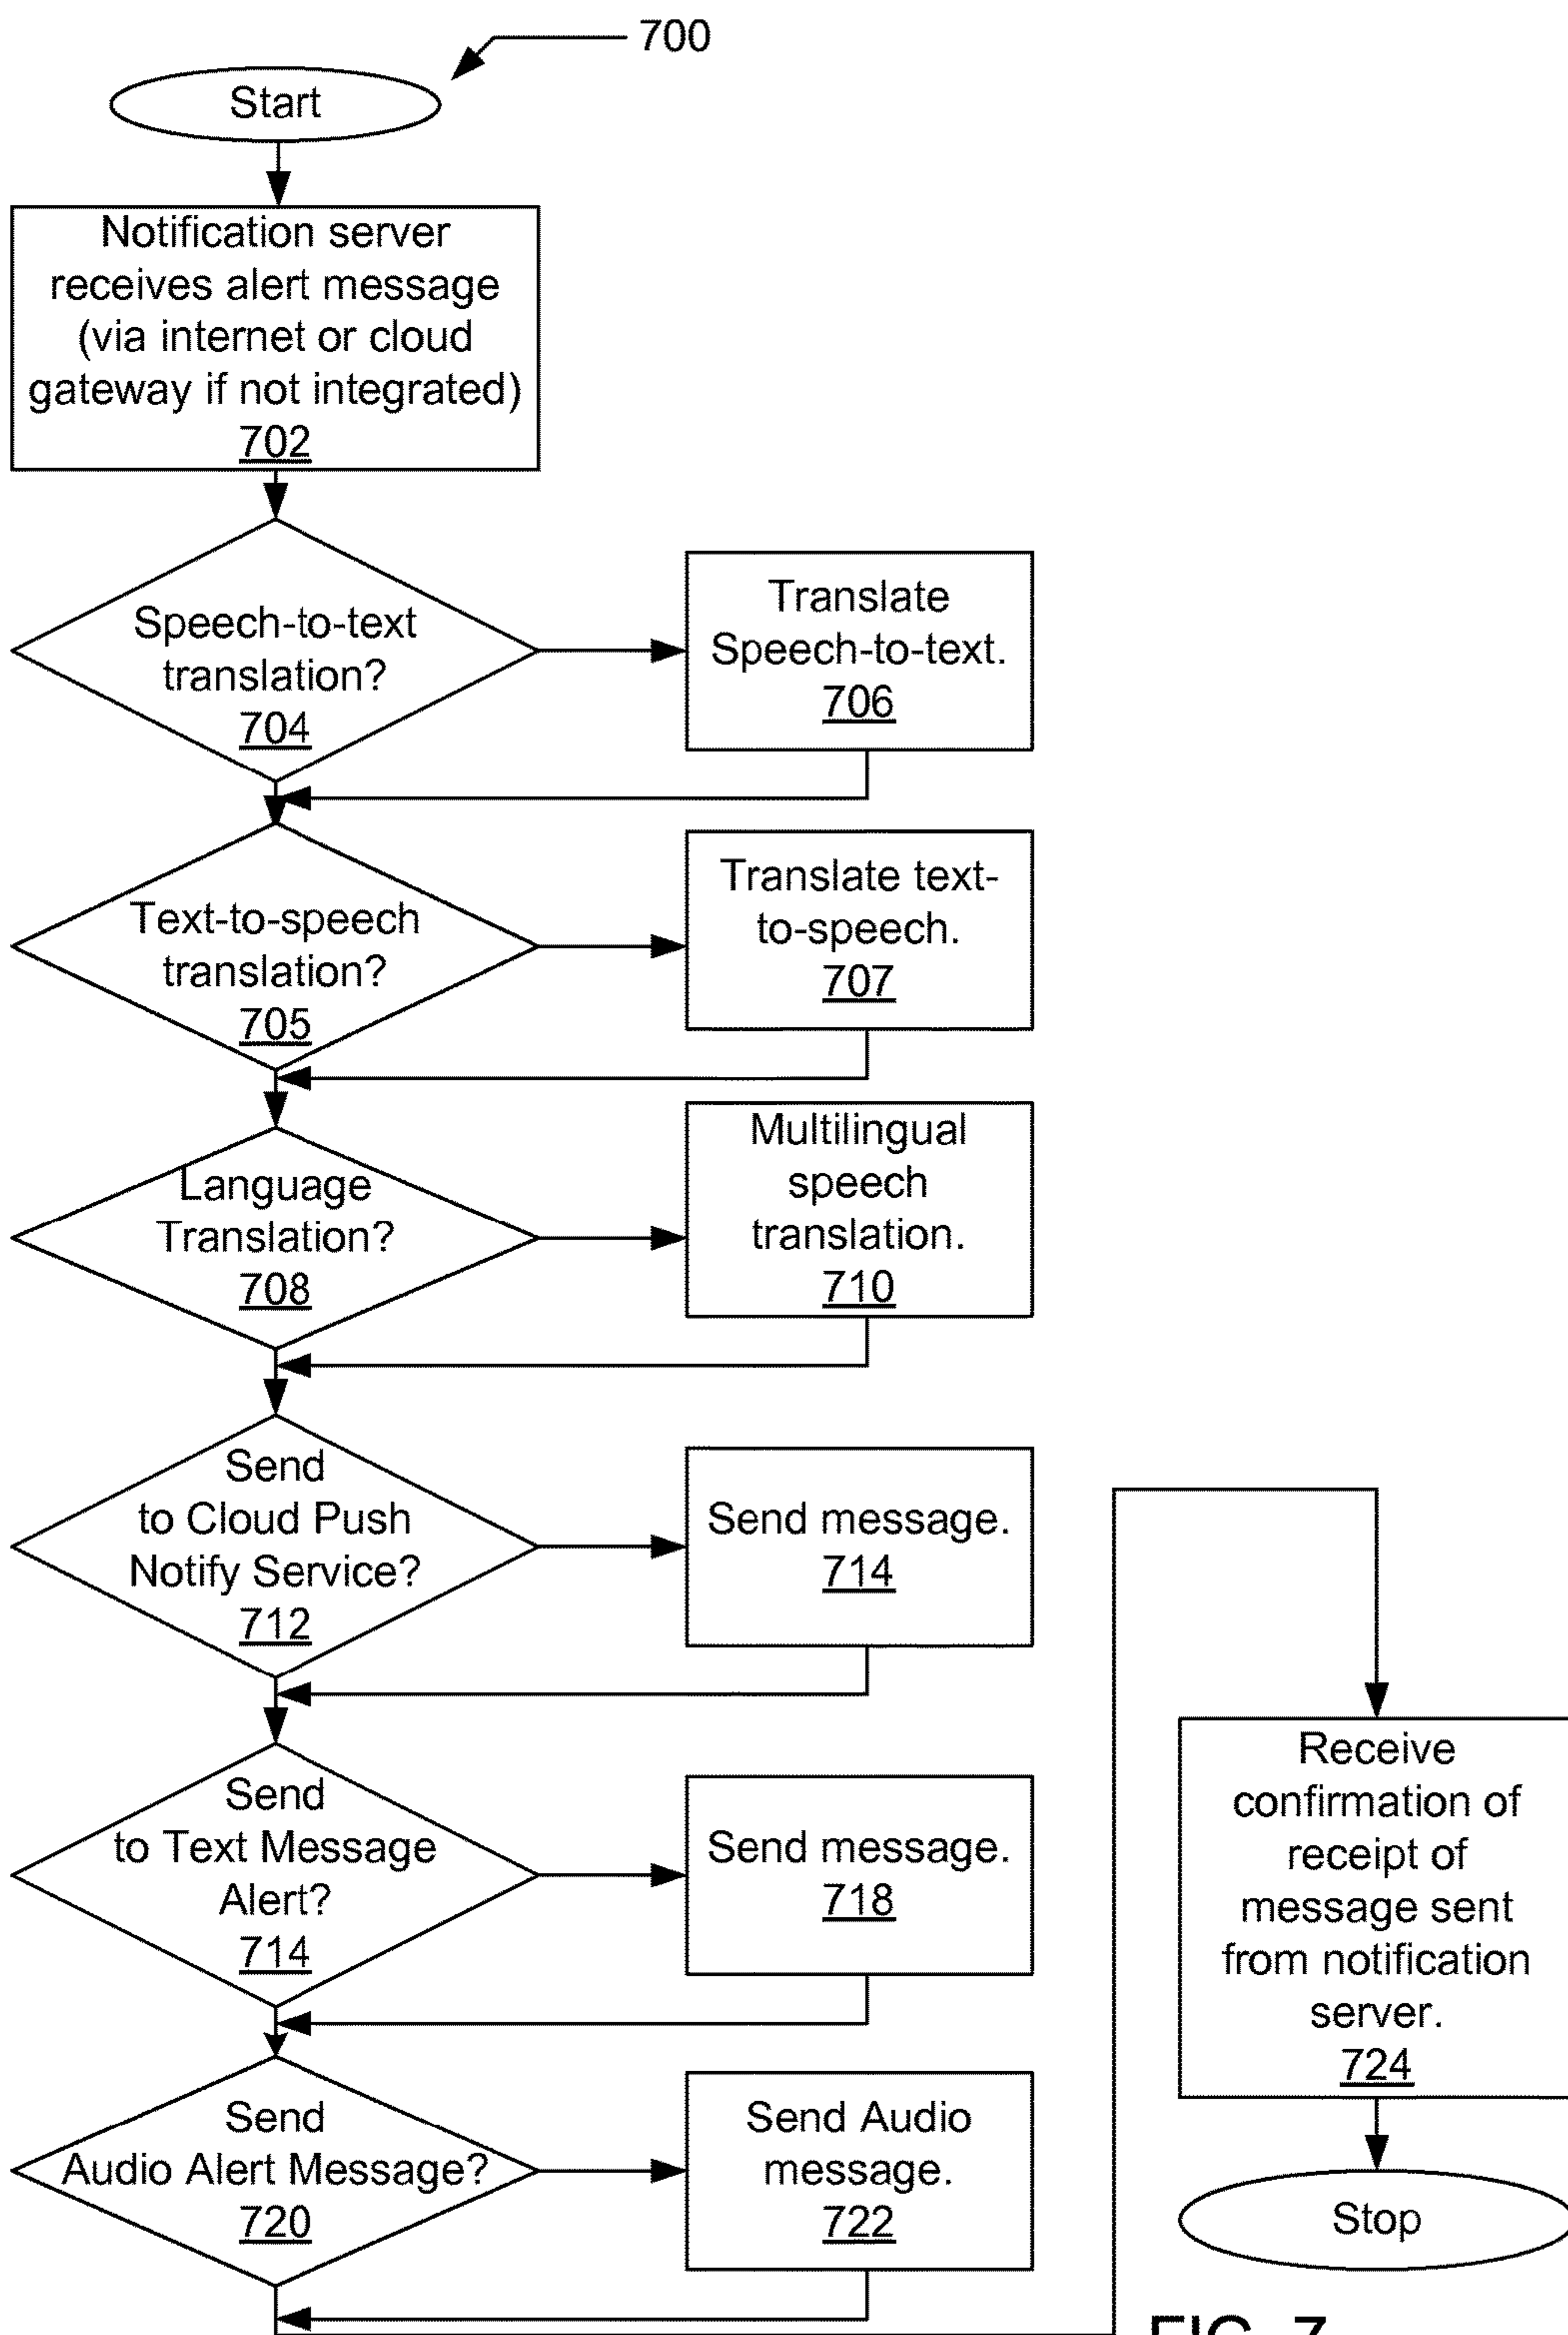 700
Start
Notification server
receives alert message
(via internet or cloud
gateway if not integrated)
702
Speech-to-text
translation?
704
Translate
Speech-to-text.
706
Text-to-speech
translation?
705
Translate text-
to-speech.
707
Language
Translation?
708
Multilingual
speech
translation.
710
Send
to Cloud Push
Notify Service?
712
Send message.
714
Send
to Text Message
Alert?
714
Send message.
718
Send
Audio Alert Message?
720
Send Audio
message.
722
Receive
confirmation of
receipt of
message sent
from notification
server.
724
Stop
FIG. 7